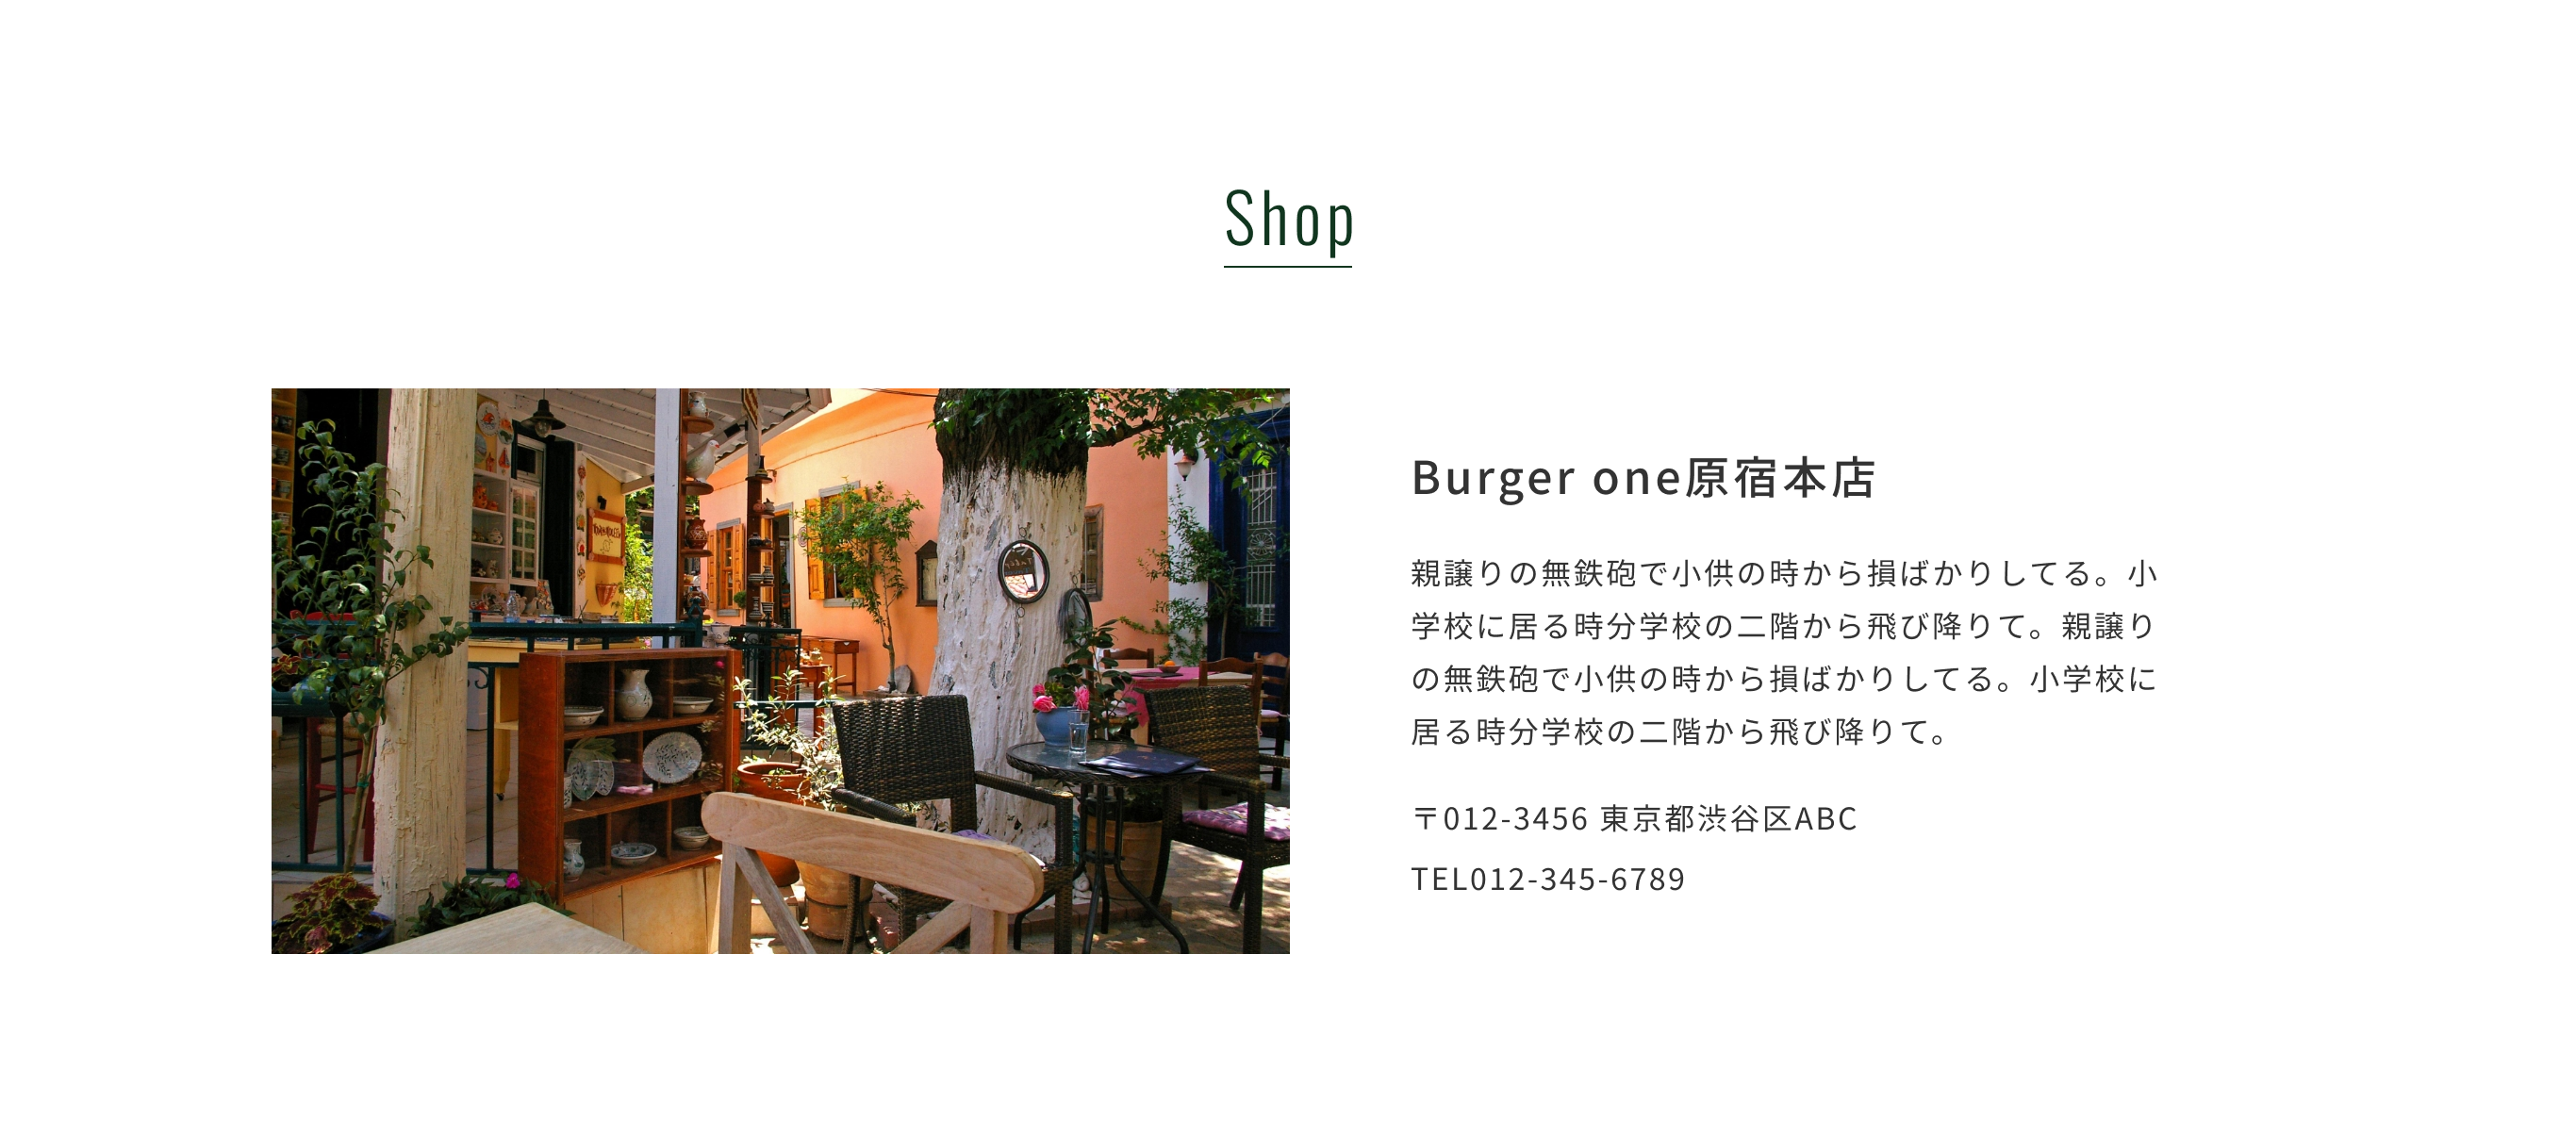 Shop
Burger one原宿本店
親譲りの無鉄砲で小供の時から損ばかりしてる。小
学校に居る時分学校の二階から飛び降りて。親譲り
の無鉄砲で小供の時から損ばかりしてる。小学校に
居る時分学校の二階から飛び降りて。
〒012-3456 東京都渋谷区ABC
TEL012-345-6789